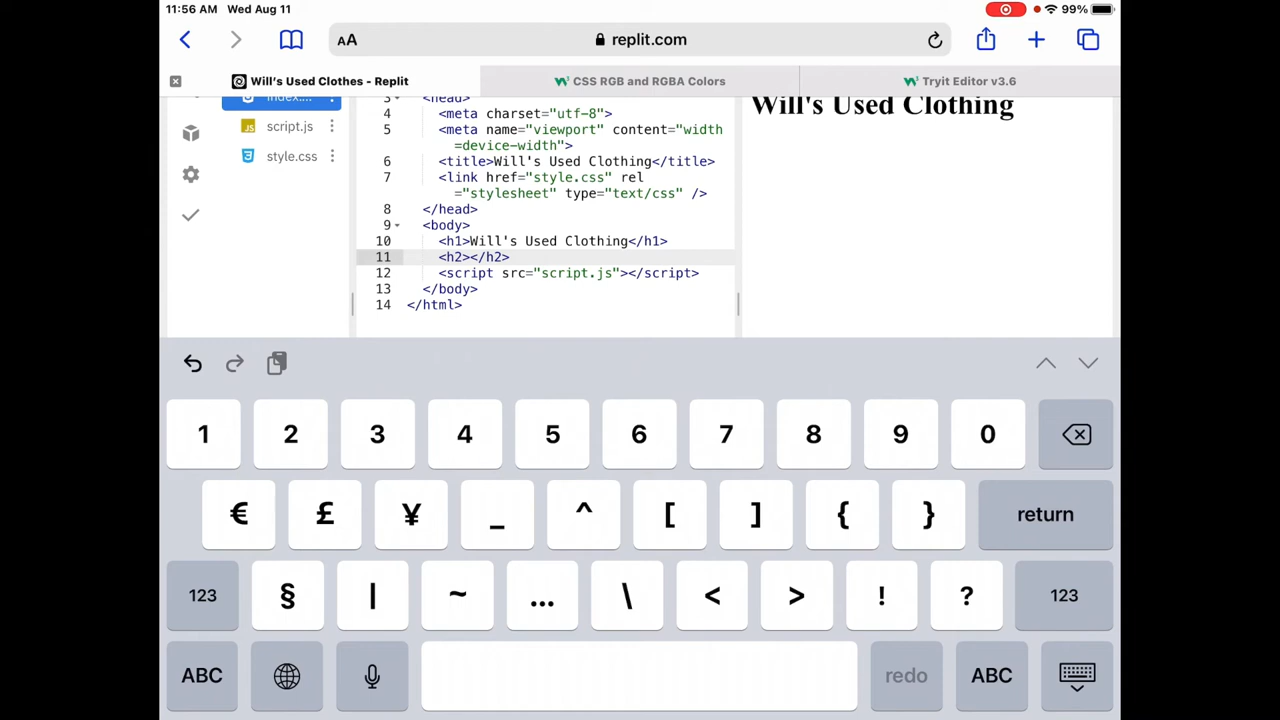 11:56 AM Wed Aug 11 99%
AA replit.com
Will's Used Clothes - Replit CSS RGB and RGBA Colors Tryit Editor v3.6
index....
script.js
style.css
3 <head>
4 <meta charset="utf-8">
5 <meta name="viewport" content="width
=device-width">
6 <title>Will's Used Clothing</title>
7 <link href="style.css" rel
="stylesheet" type="text/css" />
8 </head>
9 <body>
10 <h1>Will's Used Clothing</h1>
11 <h2></h2>
12 <script src="script.js"></script>
13 </body>
14 </html>
Will's Used Clothing
1 2 3 4 5 6 7 8 9 0
€ £ ¥ _ ^ [ ] { } return
123 § | ~ ... \ < > ! ? 123
ABC redo ABC